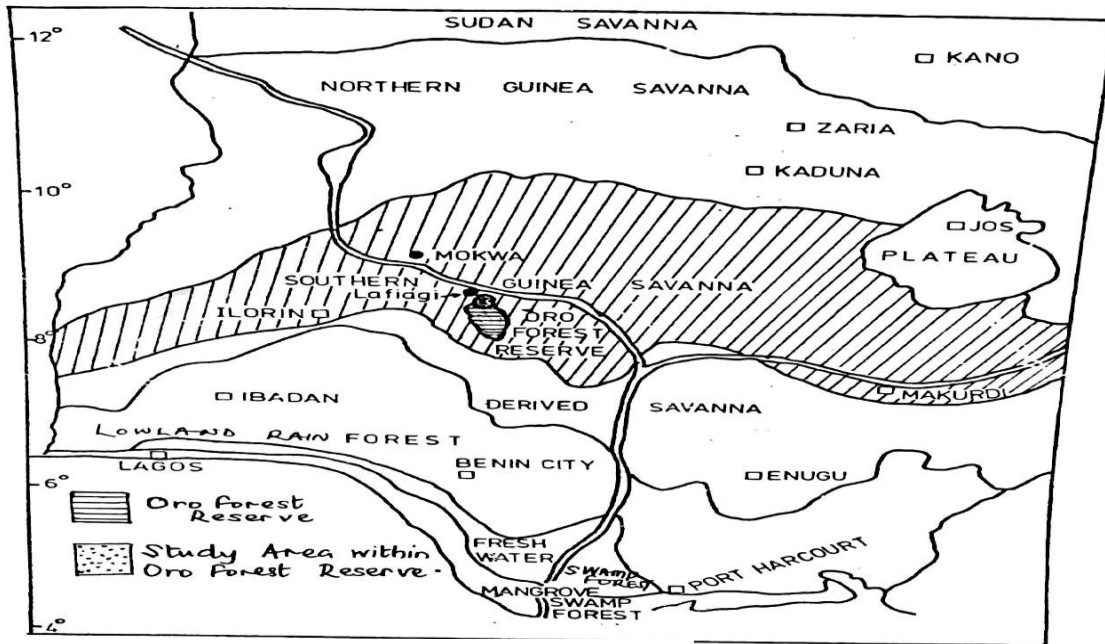 SUDAN SAVANNA
12°
KANO
NORTHERN GUINEA SAVANNA
ZARIA
KADUNA
10°
JOS
PLATEAU
MOKWA
SOUTHERN GUINEA SAVANNA
Lafiagi
ILORIN
ORO
FOREST
RESERVE
8°
MAKURDI
IBADAN
DERIVED SAVANNA
LOWLAND RAIN FOREST
LAGOS
BENIN CITY
ENUGU
6°
Oro Forest
Reserve
Study Area within
Oro Forest Reserve.
FRESH
WATER
SWAMP FOREST
PORT HARCOURT
MANGROVE
SWAMP
FOREST
4°